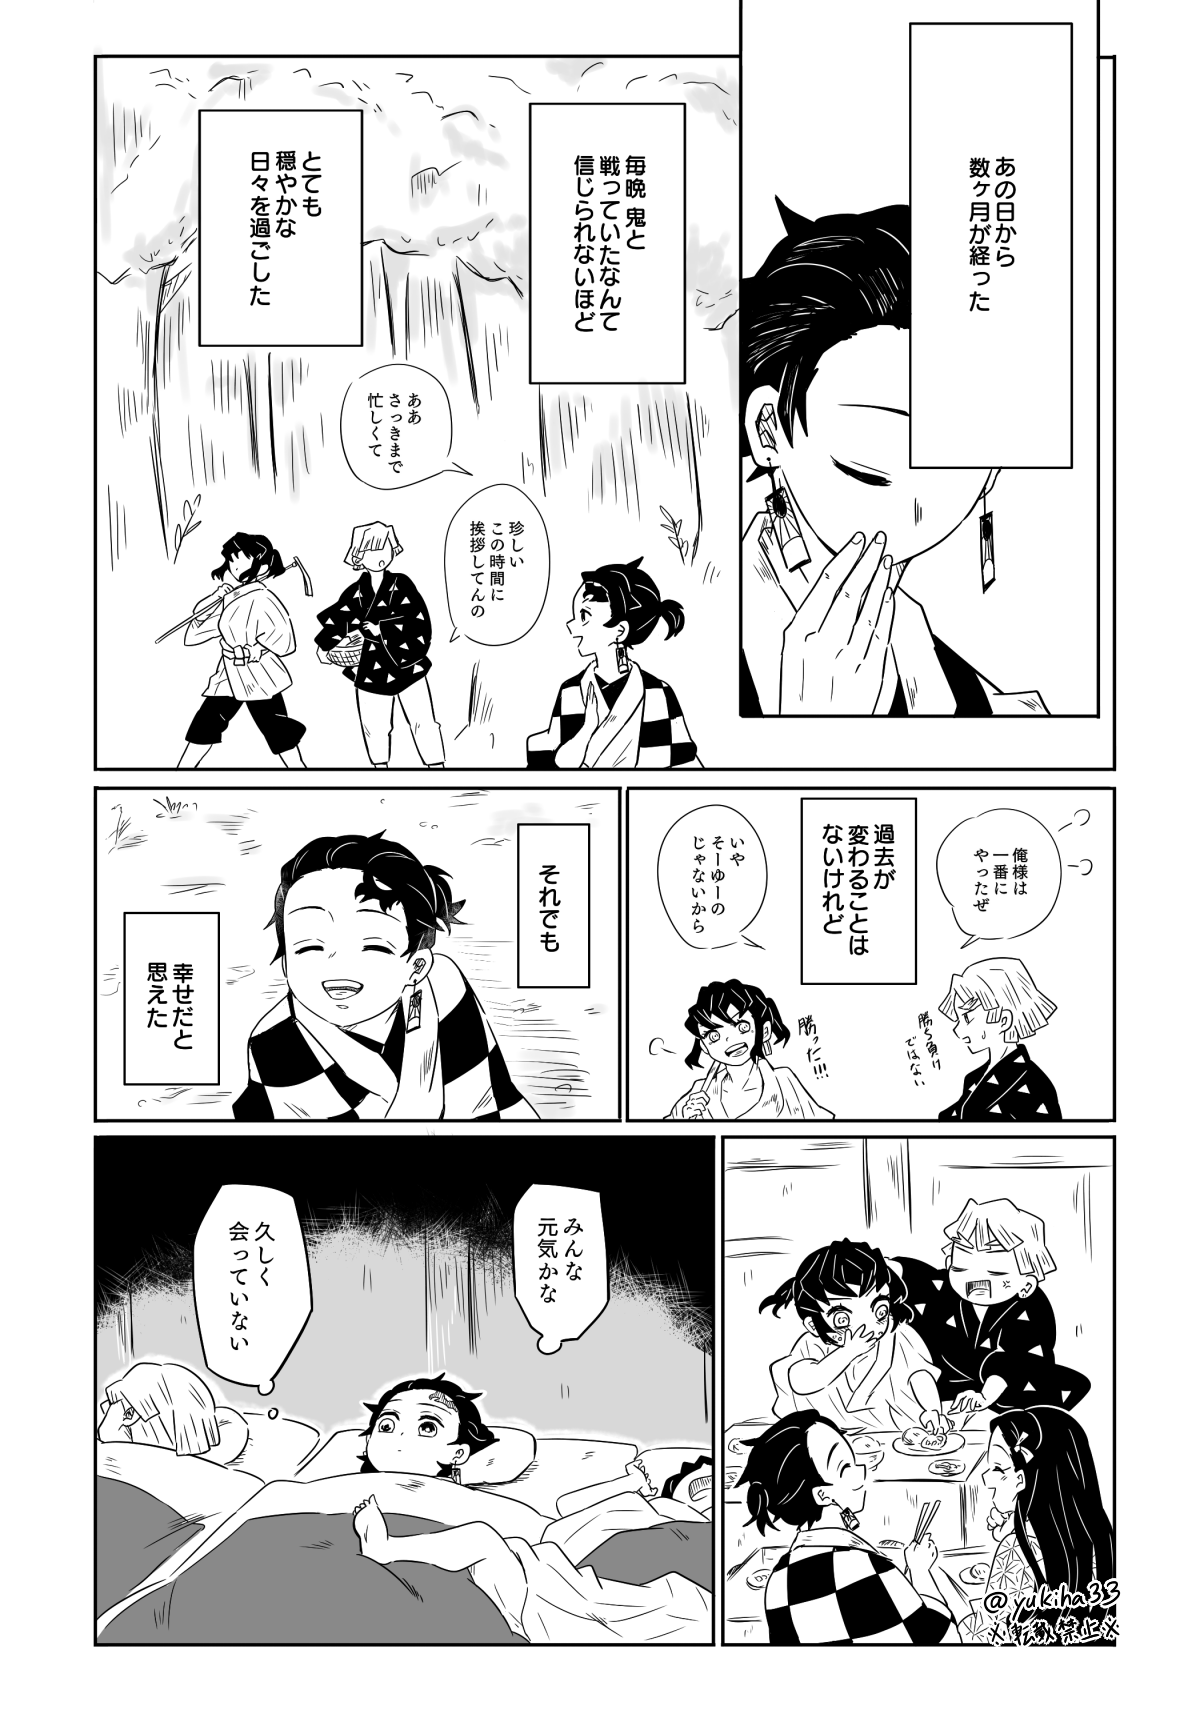 あの日から
数ヶ月が経った
毎晩 鬼と
戦っていたなんて
信じられないほど
とても
穏やかな
日々を過ごした
珍しい
この時間に
挨拶してんの
ああ
さっきまで
忙しくて
俺様は
一番に
やったぜ
過去が
変わることは
ないけれど
いや
そーゆーの
じゃないから
勝ち負け
ではない
勝った!!!
それでも
幸せだと
思えた
みんな
元気かな
久しく
会っていない
@yukiha33
※転載禁止※